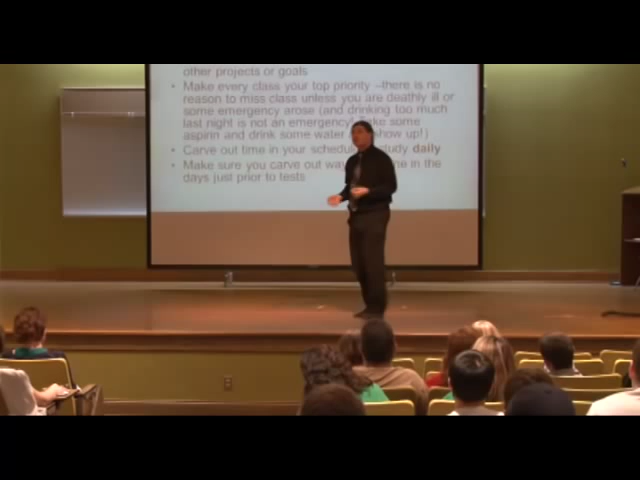 other projects or goals
• Make every class your top priority –there is no
reason to miss class unless you are deathly ill or
some emergency arose (and drinking too much
last night is not an emergency! Take some
aspirin and drink some water show up!)
• Carve out time in your schedule study daily
• Make sure you carve out way in the
days just prior to tests